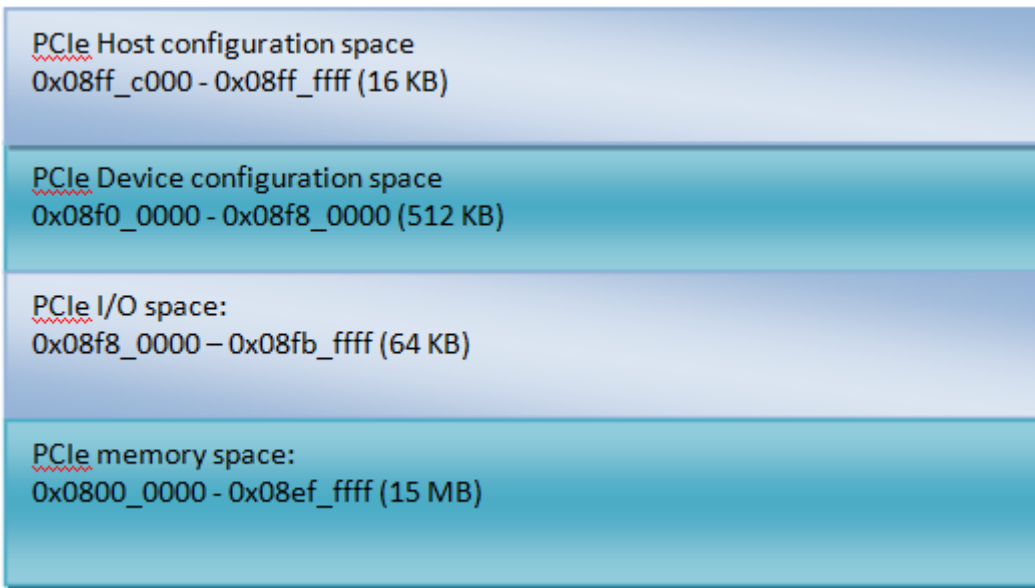 PCIe Host configuration space
0x08ff_c000 - 0x08ff_ffff (16 KB)
PCIe Device configuration space
0x08f0_0000 - 0x08f8_0000 (512 KB)
PCIe I/O space:
0x08f8_0000 – 0x08fb_ffff (64 KB)
PCIe memory space:
0x0800_0000 - 0x08ef_ffff (15 MB)